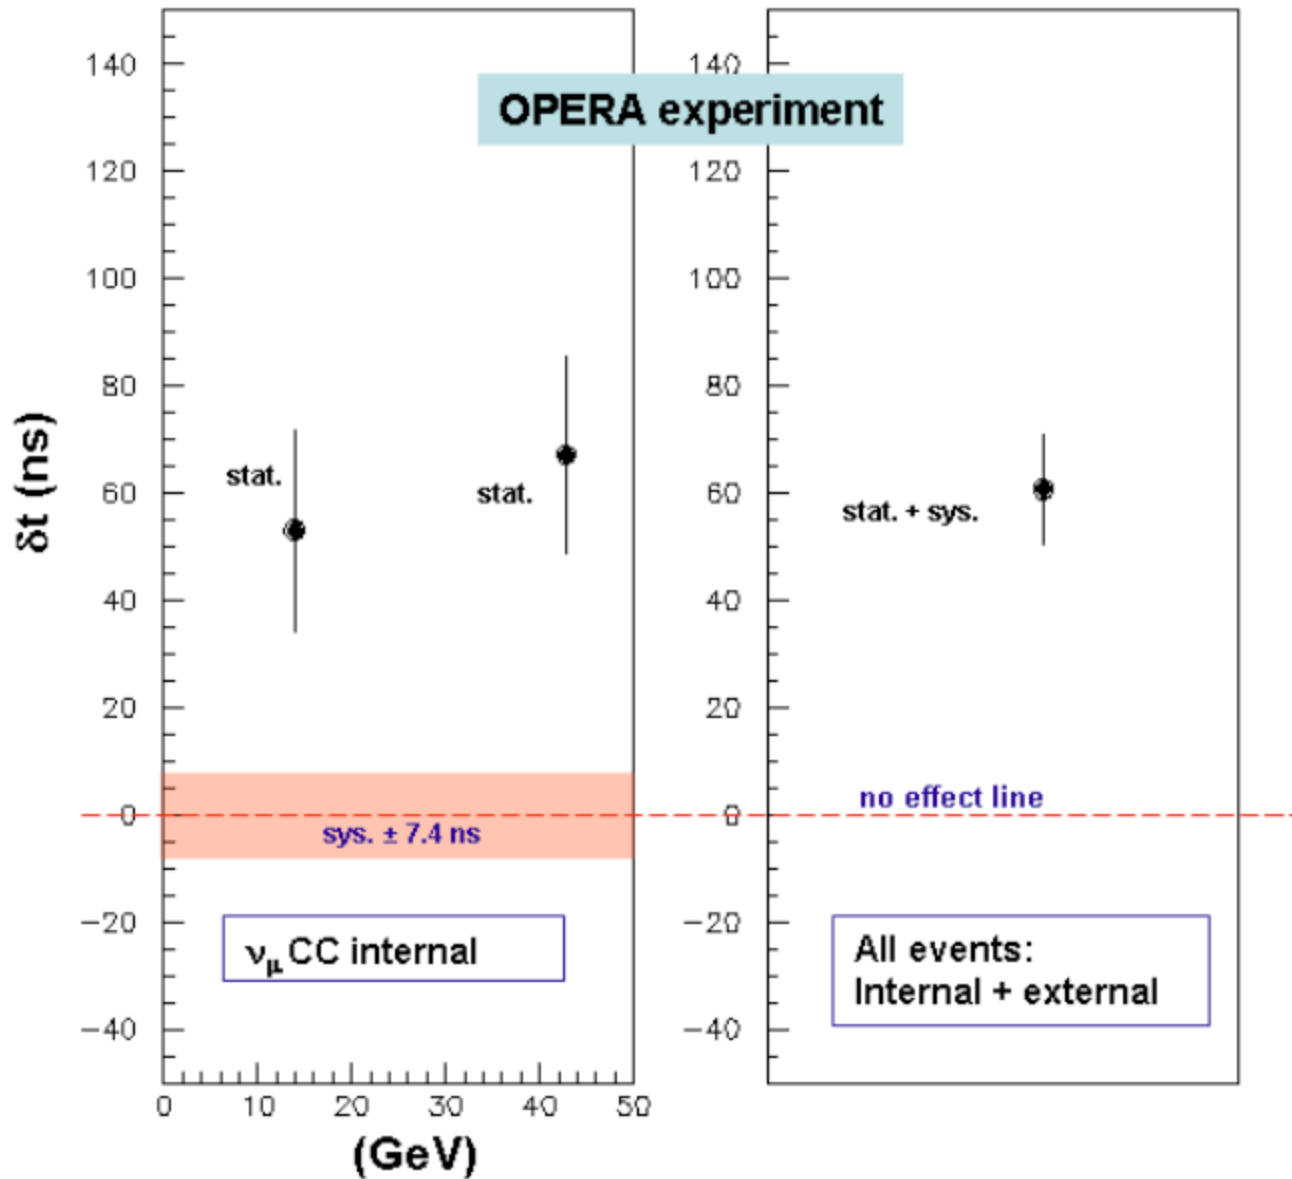 OPERA experiment
δt (ns)
140
120
100
80
60
40
20
0
−20
−40
stat.
stat.
sys. ± 7.4 ns
νμ CC internal
0 10 20 30 40 50
(GeV)
140
120
100
80
60
40
20
0
−20
−40
stat. + sys.
no effect line
All events:
Internal + external